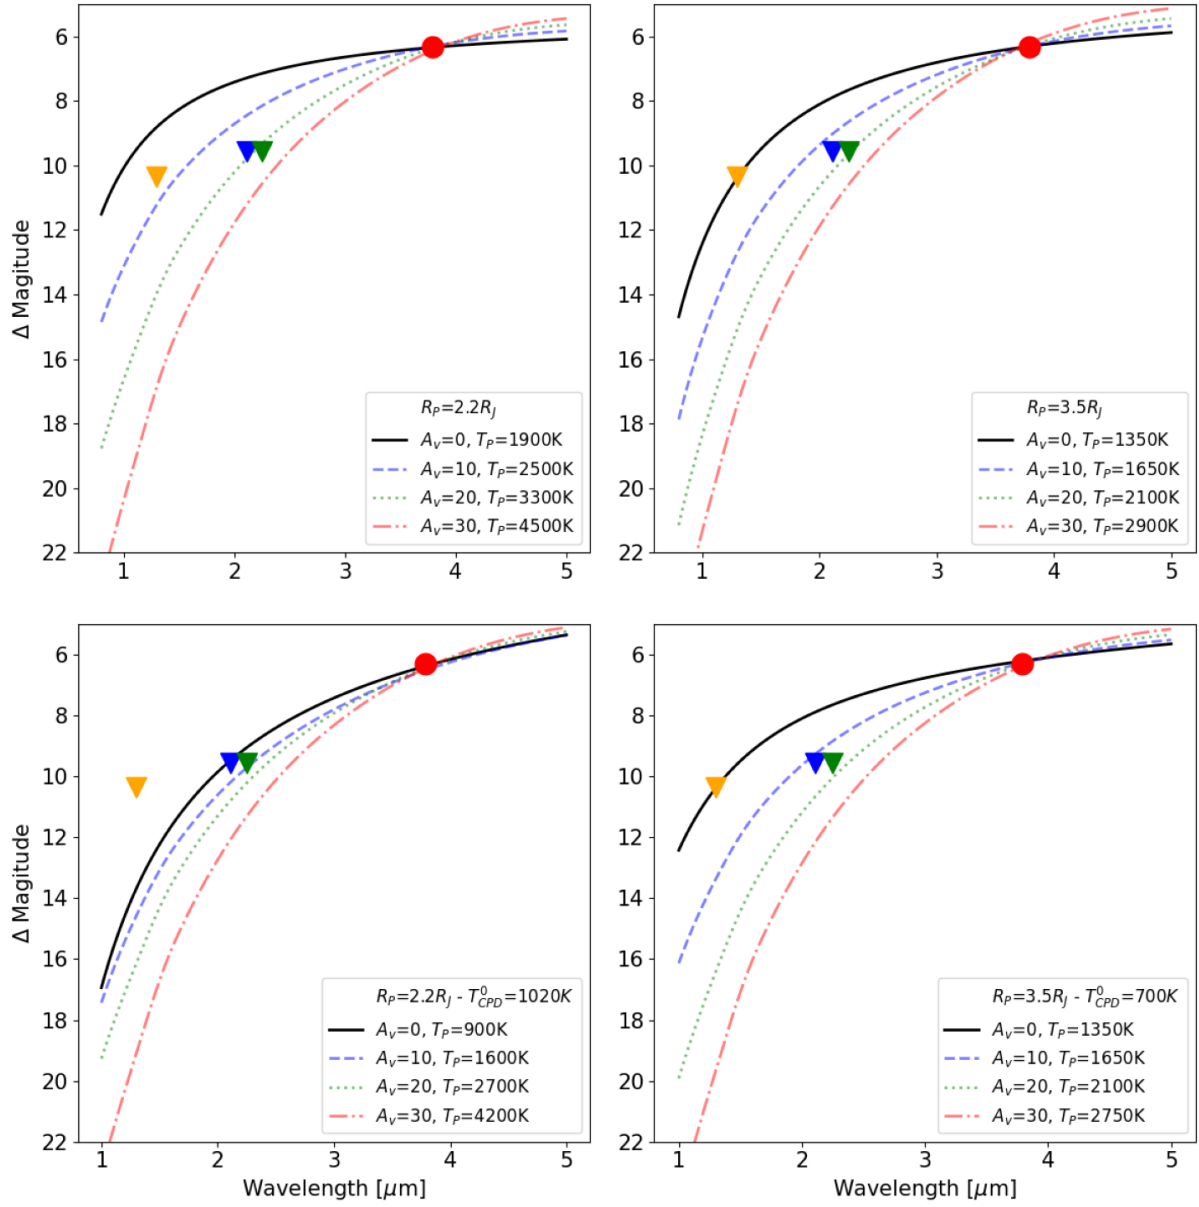 6
8
10
12
14
16
18
20
22
Δ Magitude
1
2
3
4
5
R_P=2.2R_J
A_v=0, T_P=1900K
A_v=10, T_P=2500K
A_v=20, T_P=3300K
A_v=30, T_P=4500K
6
8
10
12
14
16
18
20
22
1
2
3
4
5
R_P=3.5R_J
A_v=0, T_P=1350K
A_v=10, T_P=1650K
A_v=20, T_P=2100K
A_v=30, T_P=2900K
6
8
10
12
14
16
18
20
22
Δ Magnitude
1
2
3
4
5
Wavelength [μm]
R_P=2.2R_J - T^0_CPD=1020K
A_v=0, T_P=900K
A_v=10, T_P=1600K
A_v=20, T_P=2700K
A_v=30, T_P=4200K
6
8
10
12
14
16
18
20
22
1
2
3
4
5
Wavelength [μm]
R_P=3.5R_J - T^0_CPD=700K
A_v=0, T_P=1350K
A_v=10, T_P=1650K
A_v=20, T_P=2100K
A_v=30, T_P=2750K